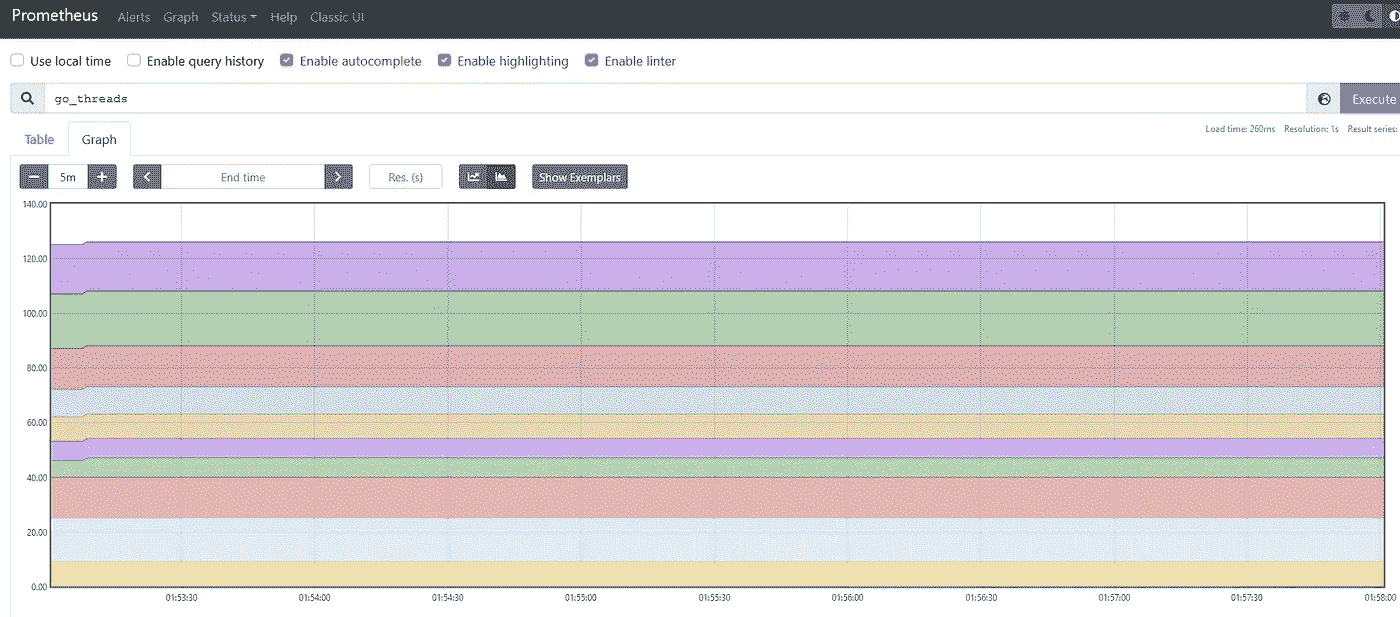 Prometheus Alerts Graph Status Help Classic UI
Use local time Enable query history Enable autocomplete Enable highlighting Enable linter
go_threads Execute
Load time: 260ms Resolution: 1s Result series:
Table Graph
5m End time Res. (s) Show Exemplars
140.00
120.00
100.00
80.00
60.00
40.00
20.00
0.00
01:53:30 01:54:00 01:54:30 01:55:00 01:55:30 01:56:00 01:56:30 01:57:00 01:57:30 01:58:00